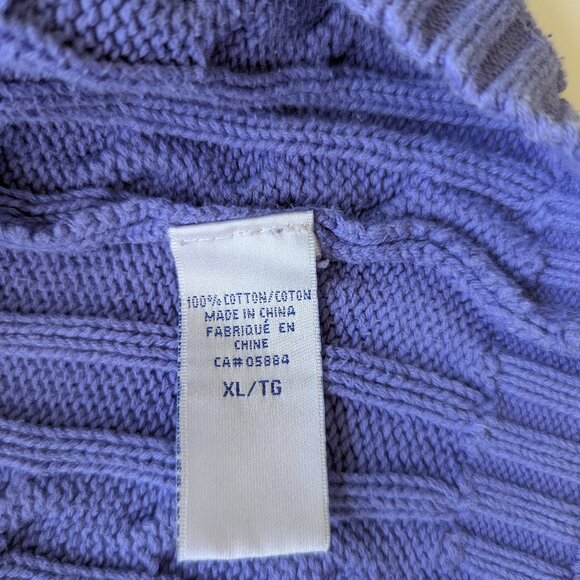 100% COTTON/COTON
MADE IN CHINA
FABRIQUÉ EN
CHINE
CA#05884
XL/TG